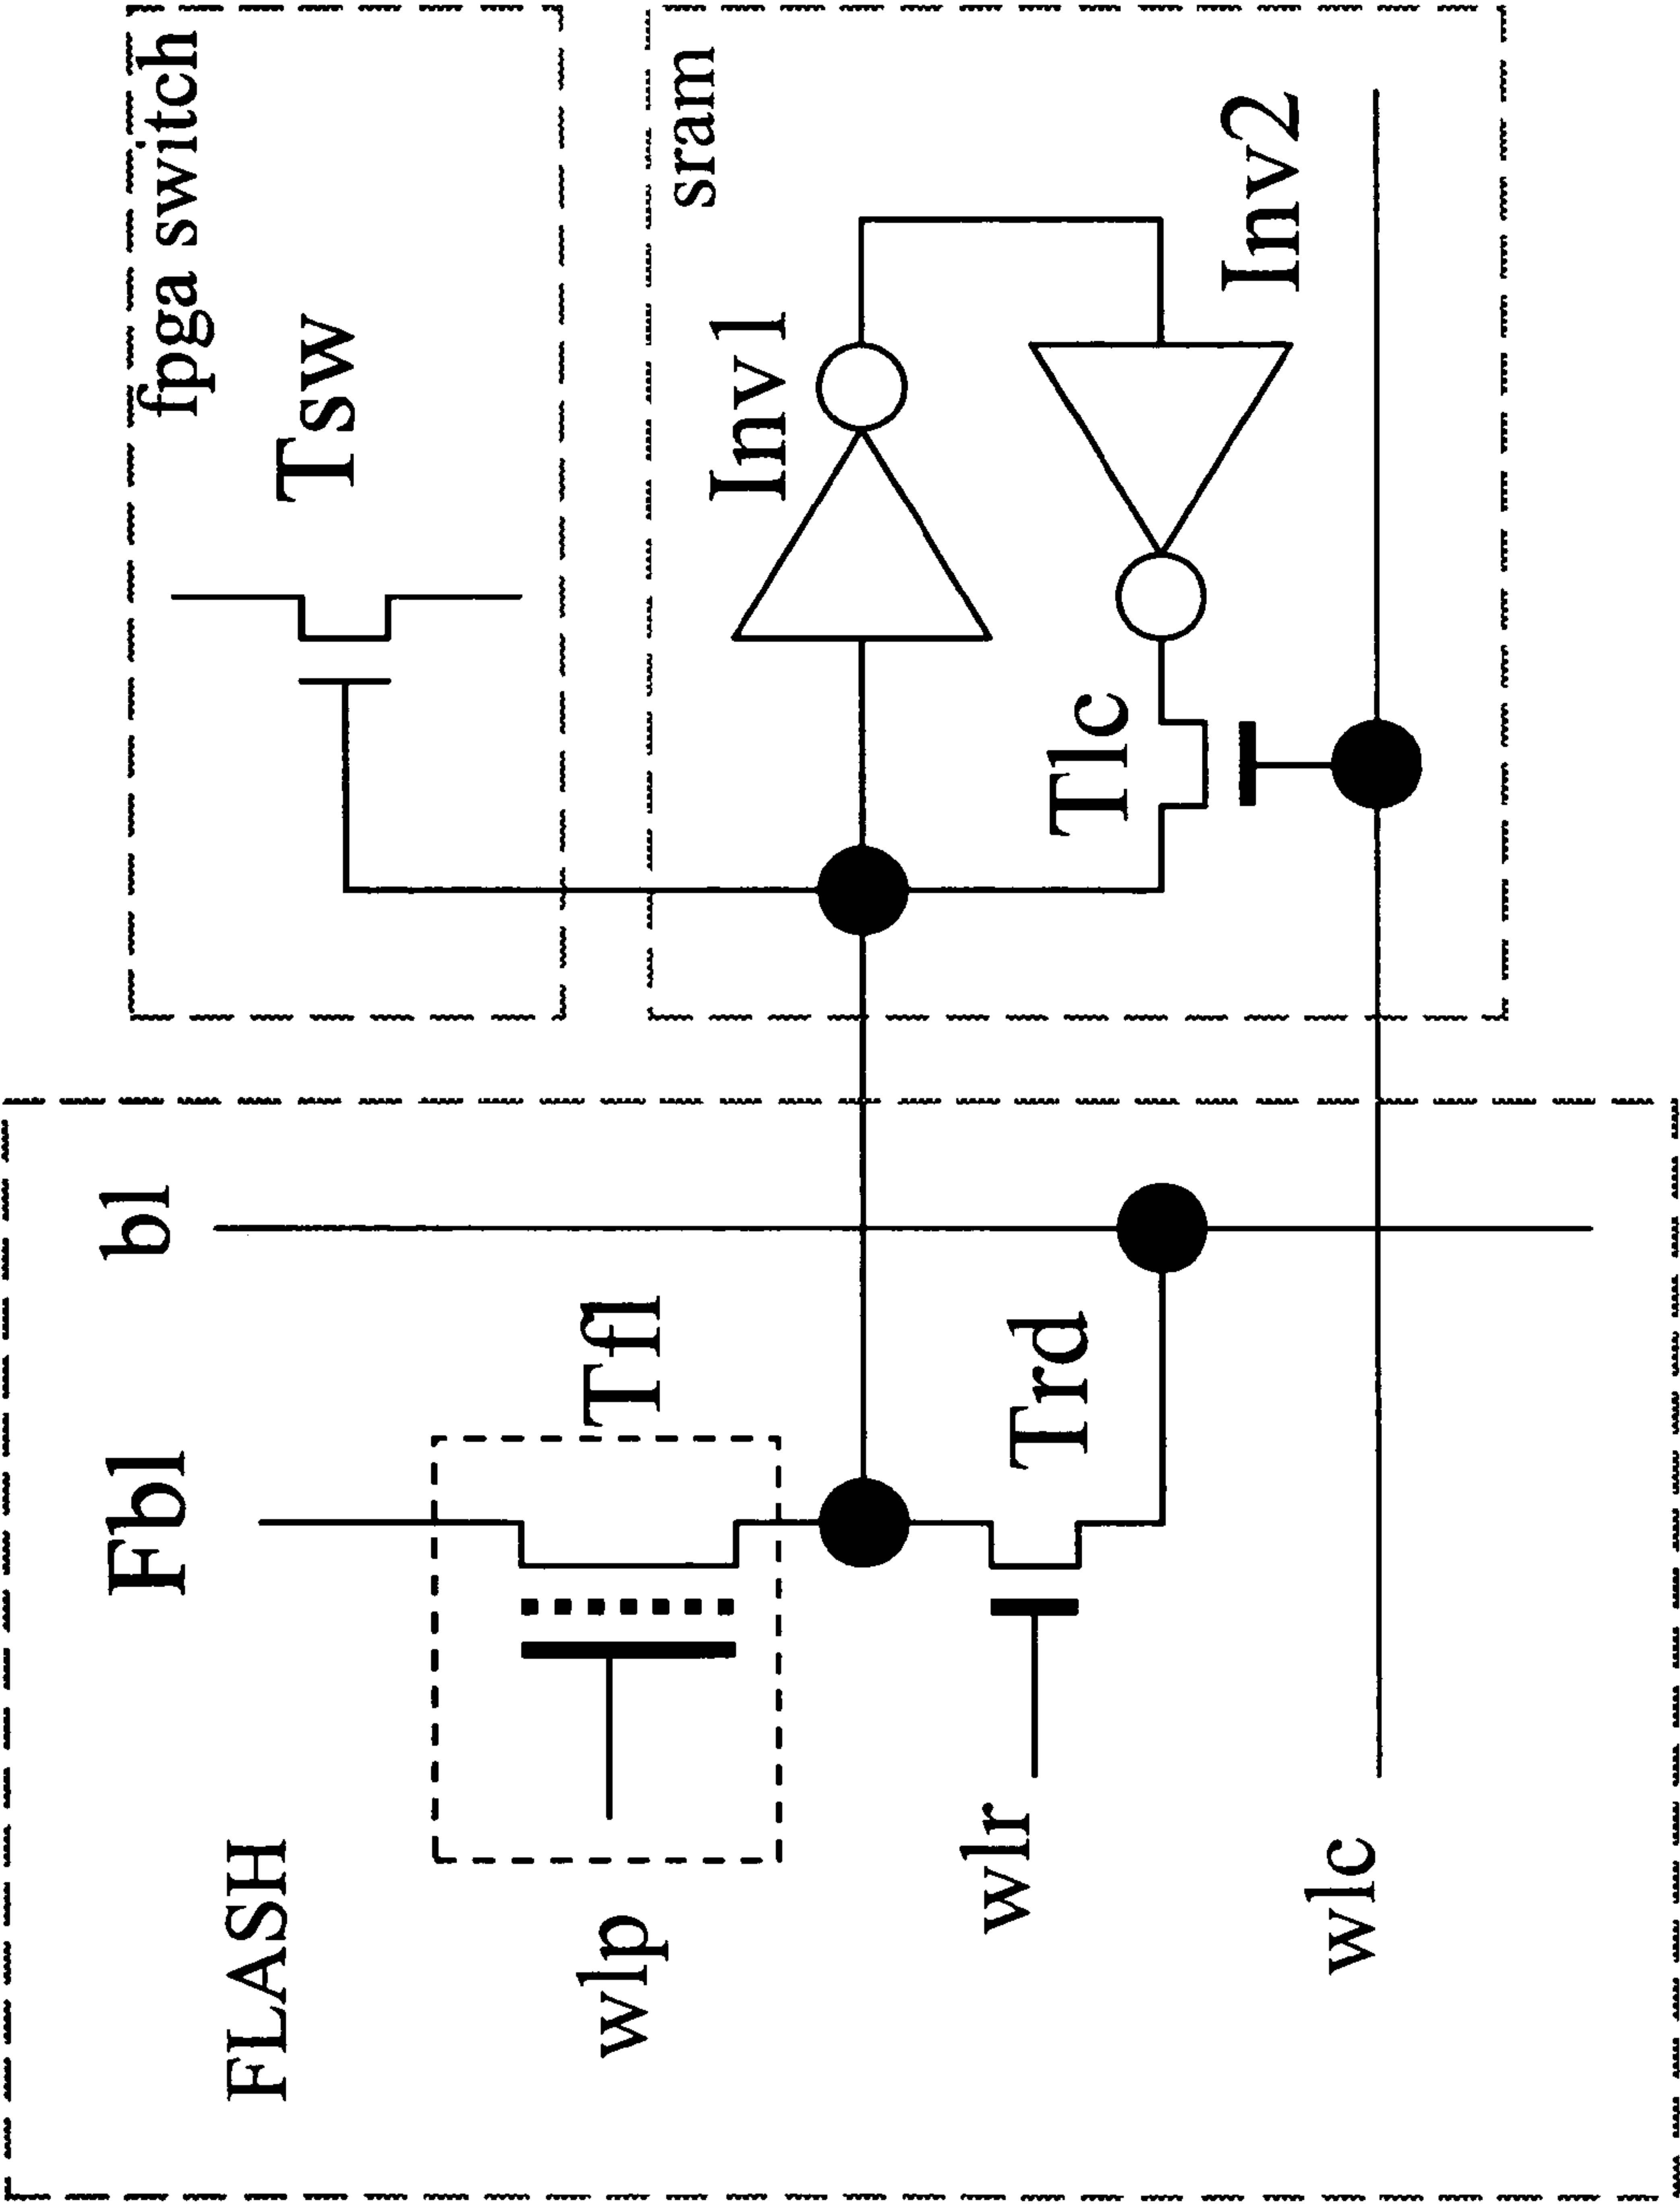 FLASH
Fbl
bl
fpga switch
Tsw
wlp
Tfl
sram
Inv1
wlr
Trd
Tlc
Inv2
wlc